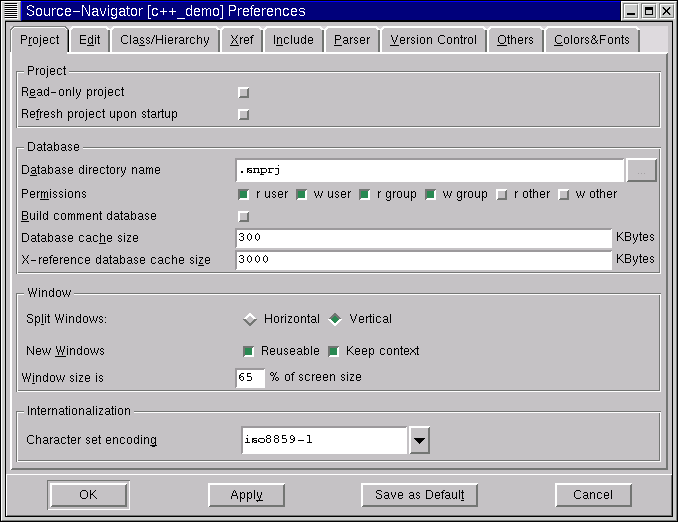 Source-Navigator [c++_demo] Preferences
Project Edit Class/Hierarchy Xref Include Parser Version Control Others Colors&Fonts
Project
Read-only project
Refresh project upon startup
Database
Database directory name .snprj ...
Permissions r user w user r group w group r other w other
Build comment database
Database cache size 300 KBytes
X-reference database cache size 3000 KBytes
Window
Split Windows: Horizontal Vertical
New Windows Reuseable Keep context
Window size is 65 % of screen size
Internationalization
Character set encoding iso8859-1
OK Apply Save as Default Cancel